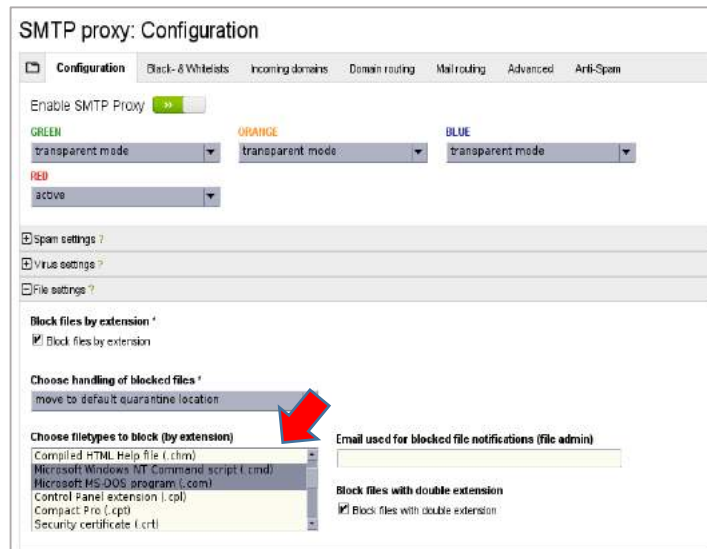 SMTP proxy: Configuration
Configuration Black- & Whitelists Incoming domains Domain routing Mail routing Advanced Anti-Spam
Enable SMTP Proxy »
GREEN ORANGE BLUE
transparent mode transparent mode transparent mode
RED
active
Spam settings ?
Virus settings ?
File settings ?
Block files by extension *
Block files by extension
Choose handling of blocked files *
move to default quarantine location
Choose filetypes to block (by extension) Email used for blocked file notifications (file admin)
Compiled HTML Help file (.chm)
Microsoft Windows NT Command script (.cmd)
Microsoft MS-DOS program (.com)
Control Panel extension (.cpl) Block files with double extension
Compact Pro (.cpt) Block files with double extension
Security certificate (.crt)